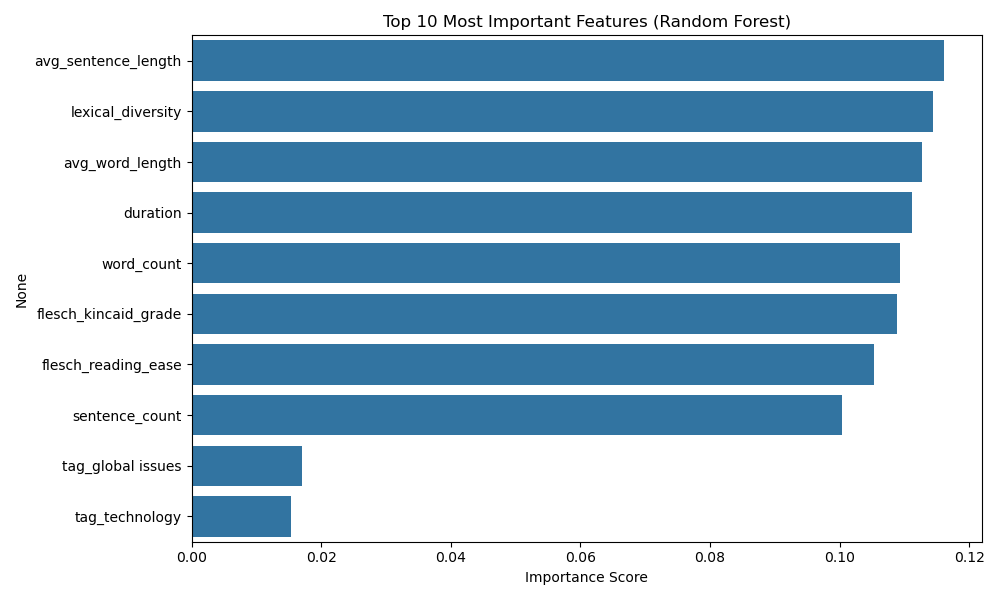 Top 10 Most Important Features (Random Forest)
avg_sentence_length
lexical_diversity
avg_word_length
duration
word_count
flesch_kincaid_grade
flesch_reading_ease
sentence_count
tag_global issues
tag_technology
None
0.00 0.02 0.04 0.06 0.08 0.10 0.12
Importance Score